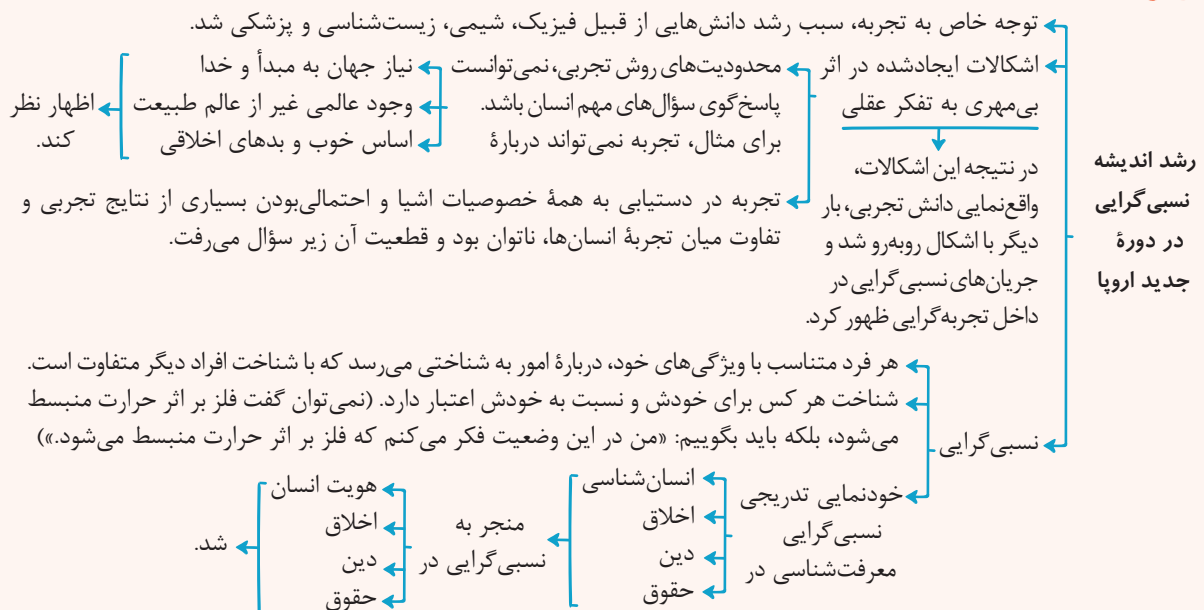 توجه خاص به تجربه، سبب رشد دانش‌هایی از قبیل فیزیک، شیمی، زیست‌شناسی و پزشکی شد.
اشکالات ایجادشده در اثر
بی‌مهری به تفکر عقلی
در نتیجه این اشکالات،
واقع‌نمایی دانش تجربی، بار
دیگر با اشکال روبه‌رو شد و
جریان‌های نسبی‌گرایی در
داخل تجربه‌گرایی ظهور کرد.
محدودیت‌های روش تجربی، نمی‌توانست
پاسخ‌گوی سؤال‌های مهم انسان باشد.
برای مثال، تجربه نمی‌تواند دربارهٔ
نیاز جهان به مبدأ و خدا
وجود عالمی غیر از عالم طبیعت
اساس خوب و بدهای اخلاقی
اظهار نظر
کند.
تجربه در دستیابی به همهٔ خصوصیات اشیا و احتمالی‌بودن بسیاری از نتایج تجربی و
تفاوت میان تجربهٔ انسان‌ها، ناتوان بود و قطعیت آن زیر سؤال می‌رفت.
رشد اندیشه
نسبی‌گرایی
در دورهٔ
جدید اروپا
نسبی‌گرایی
هر فرد متناسب با ویژگی‌های خود، دربارهٔ امور به شناختی می‌رسد که با شناخت افراد دیگر متفاوت است.
شناخت هر کس برای خودش و نسبت به خودش اعتبار دارد. (نمی‌توان گفت فلز بر اثر حرارت منبسط
می‌شود، بلکه باید بگوییم: «من در این وضعیت فکر می‌کنم که فلز بر اثر حرارت منبسط می‌شود.»)
خودنمایی تدریجی
نسبی‌گرایی
معرفت‌شناسی در
انسان‌شناسی
اخلاق
دین
حقوق
منجر به
نسبی‌گرایی در
هویت انسان
اخلاق
دین
حقوق
شد.